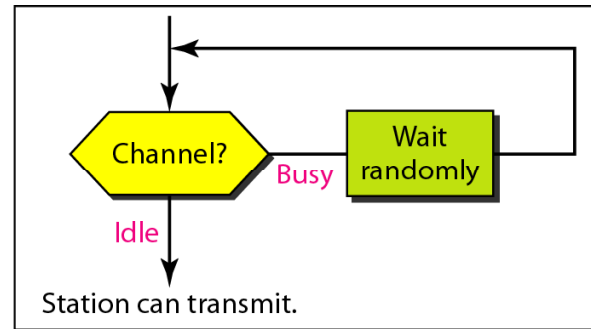 Channel?
Wait
randomly
Busy
Idle
Station can transmit.